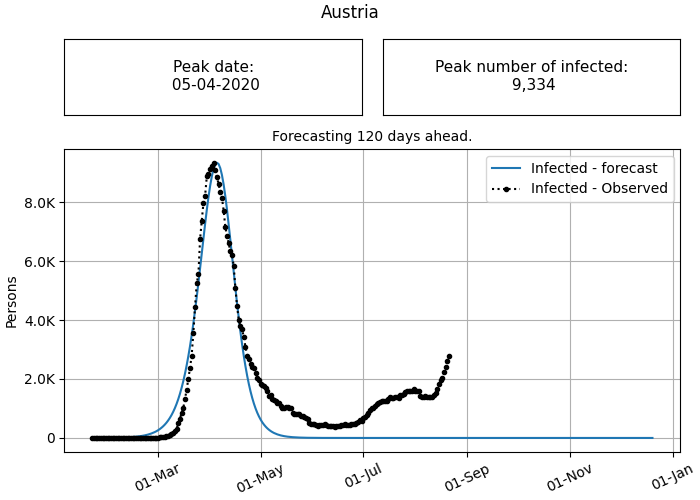 Austria
Peak date:
05-04-2020
Peak number of infected:
9,334
Forecasting 120 days ahead.
Infected - forecast
Infected - Observed
8.0K
6.0K
4.0K
2.0K
0
Persons
01-Mar
01-May
01-Jul
01-Sep
01-Nov
01-Jan